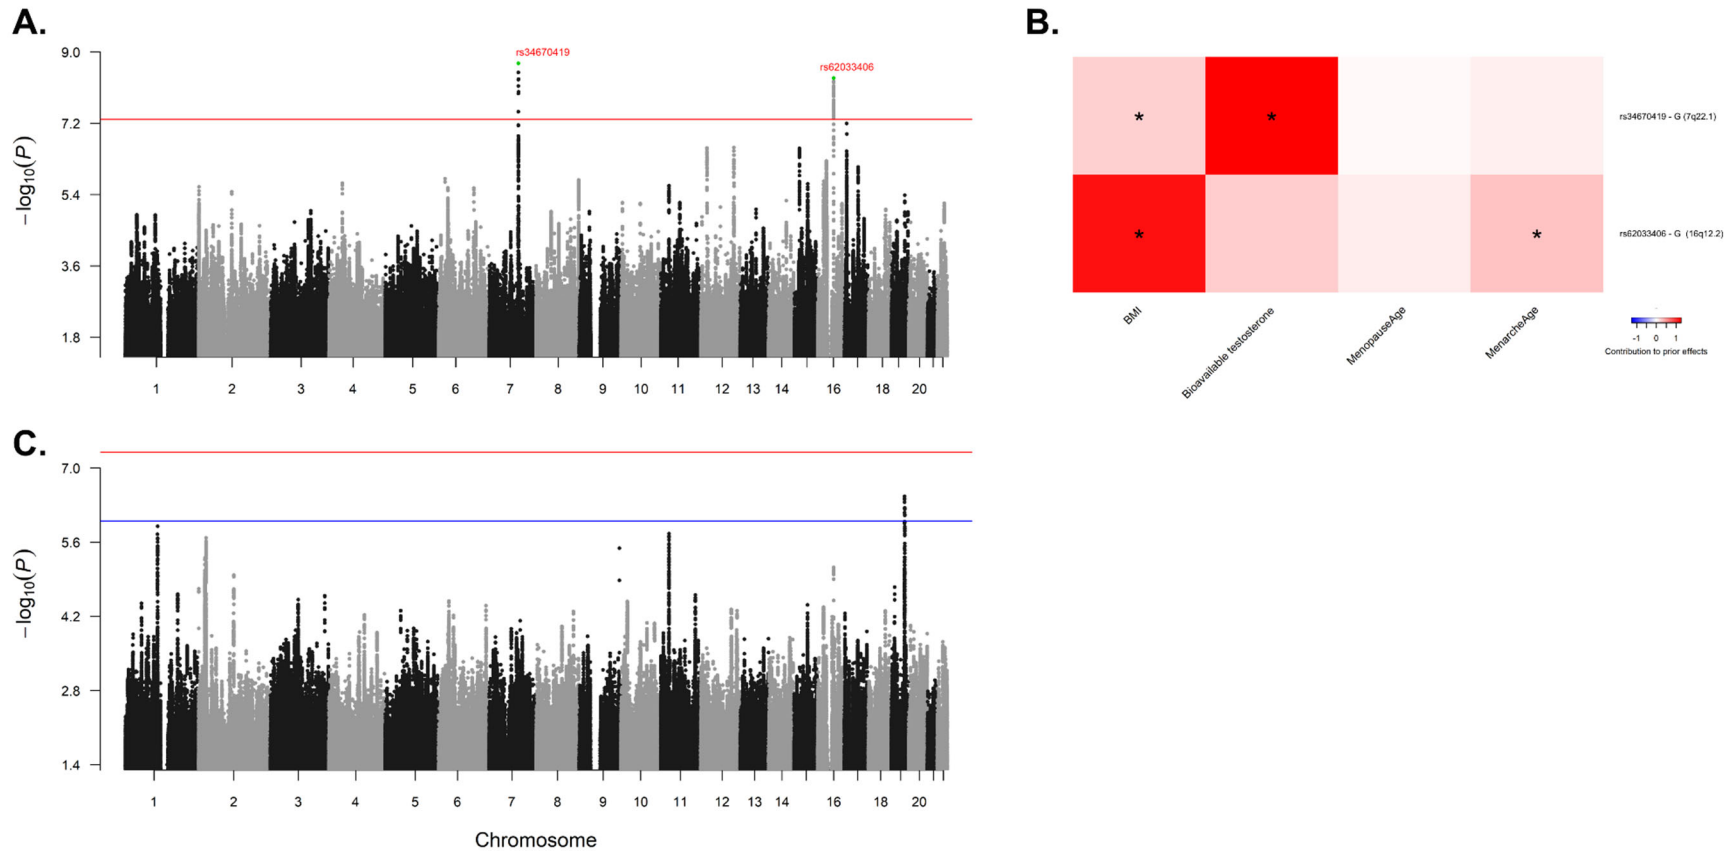 A.
9.0
7.2
5.4
3.6
1.8
−log10(P)
rs34670419
rs62033406
1 2 3 4 5 6 7 8 9 10 11 12 13 14 16 18 20
B.
*
*
*
*
rs34670419 - G (7q22.1)
rs62033406 - G (16q12.2)
BMI
Bioavailable testosterone
MenopauseAge
MenarcheAge
-1 0 1
Contribution to prior effects
C.
7.0
5.6
4.2
2.8
1.4
−log10(P)
1 2 3 4 5 6 7 8 9 10 11 12 13 14 16 18 20
Chromosome